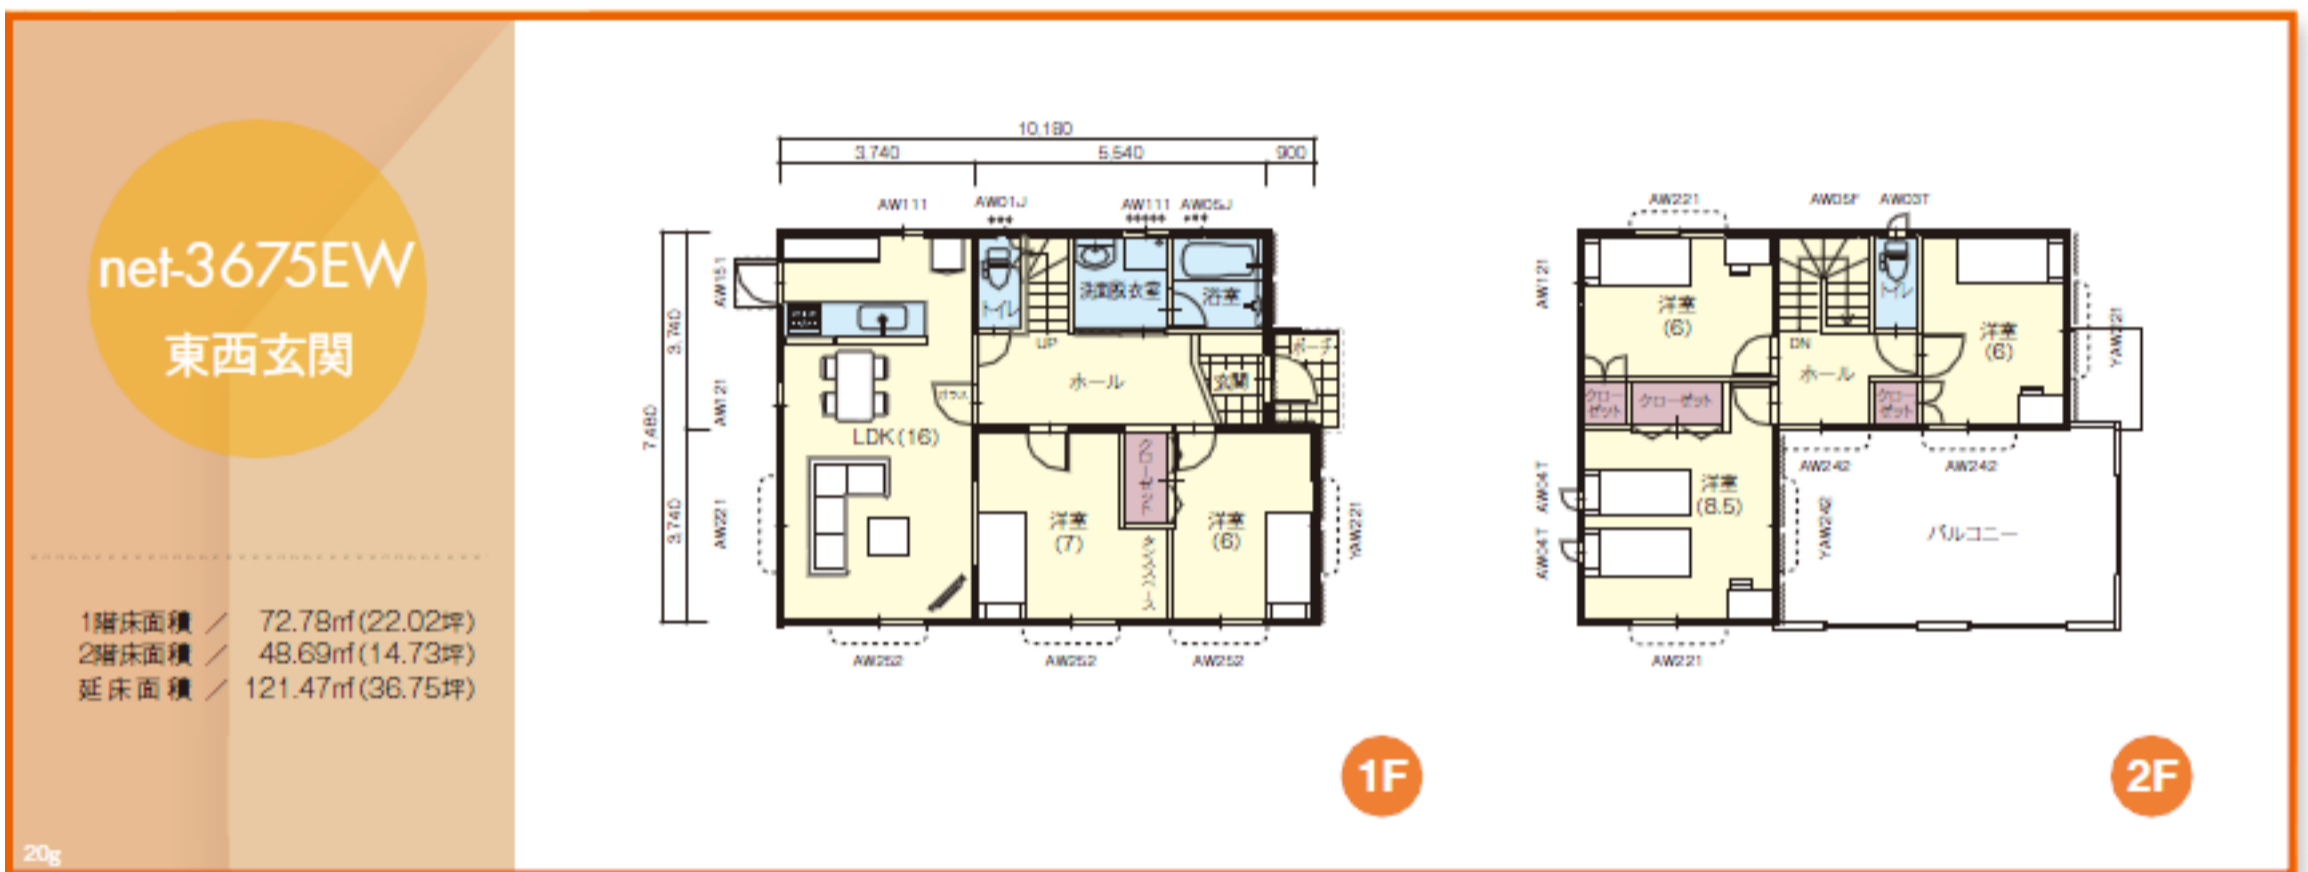 net-3675EW
東西玄関
1階床面積 ／ 72.78㎡(22.02坪)
2階床面積 ／ 48.69㎡(14.73坪)
延床面積 ／ 121.47㎡(36.75坪)
20g
10,180
3,740 5,540 900
AW111 AW01J AW111 AW05J
AW151
トイレ
洗面脱衣室
浴室
3,740
UP
ポーチ
ホール
玄関
ガラス
AW121
7,480
LDK(16)
クローゼット
洋室
(7)
洋室
(6)
AW221
3,740
YAW221
AW252 AW252 AW252
1F
AW221 AW05F AW03T
AW121
洋室
(6)
トイレ
洋室
(6)
DN
ホール
YAW221
クローゼット
クローゼット
クローゼット
AW242 AW242
AW04T
AW04T
洋室
(8.5)
YAW242
バルコニー
AW221
2F